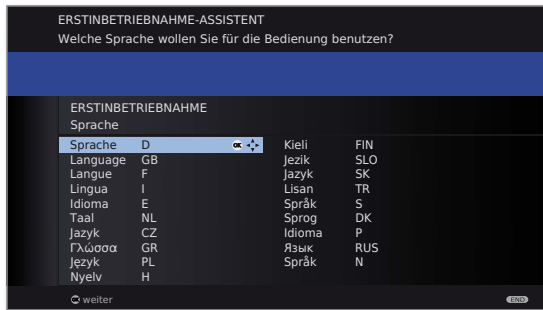 ERSTINBETRIEBNAHME-ASSISTENT
Welche Sprache wollen Sie für die Bedienung benutzen?
ERSTINBETRIEBNAHME
Sprache
Sprache D OK Kieli FIN
Language GB Jezik SLO
Langue F Jazyk SK
Lingua I Lisan TR
Idioma E Språk S
Taal NL Sprog DK
Jazyk CZ Idioma P
Γλώσσα GR Язык RUS
Język PL Språk N
Nyelv H
OK weiter END